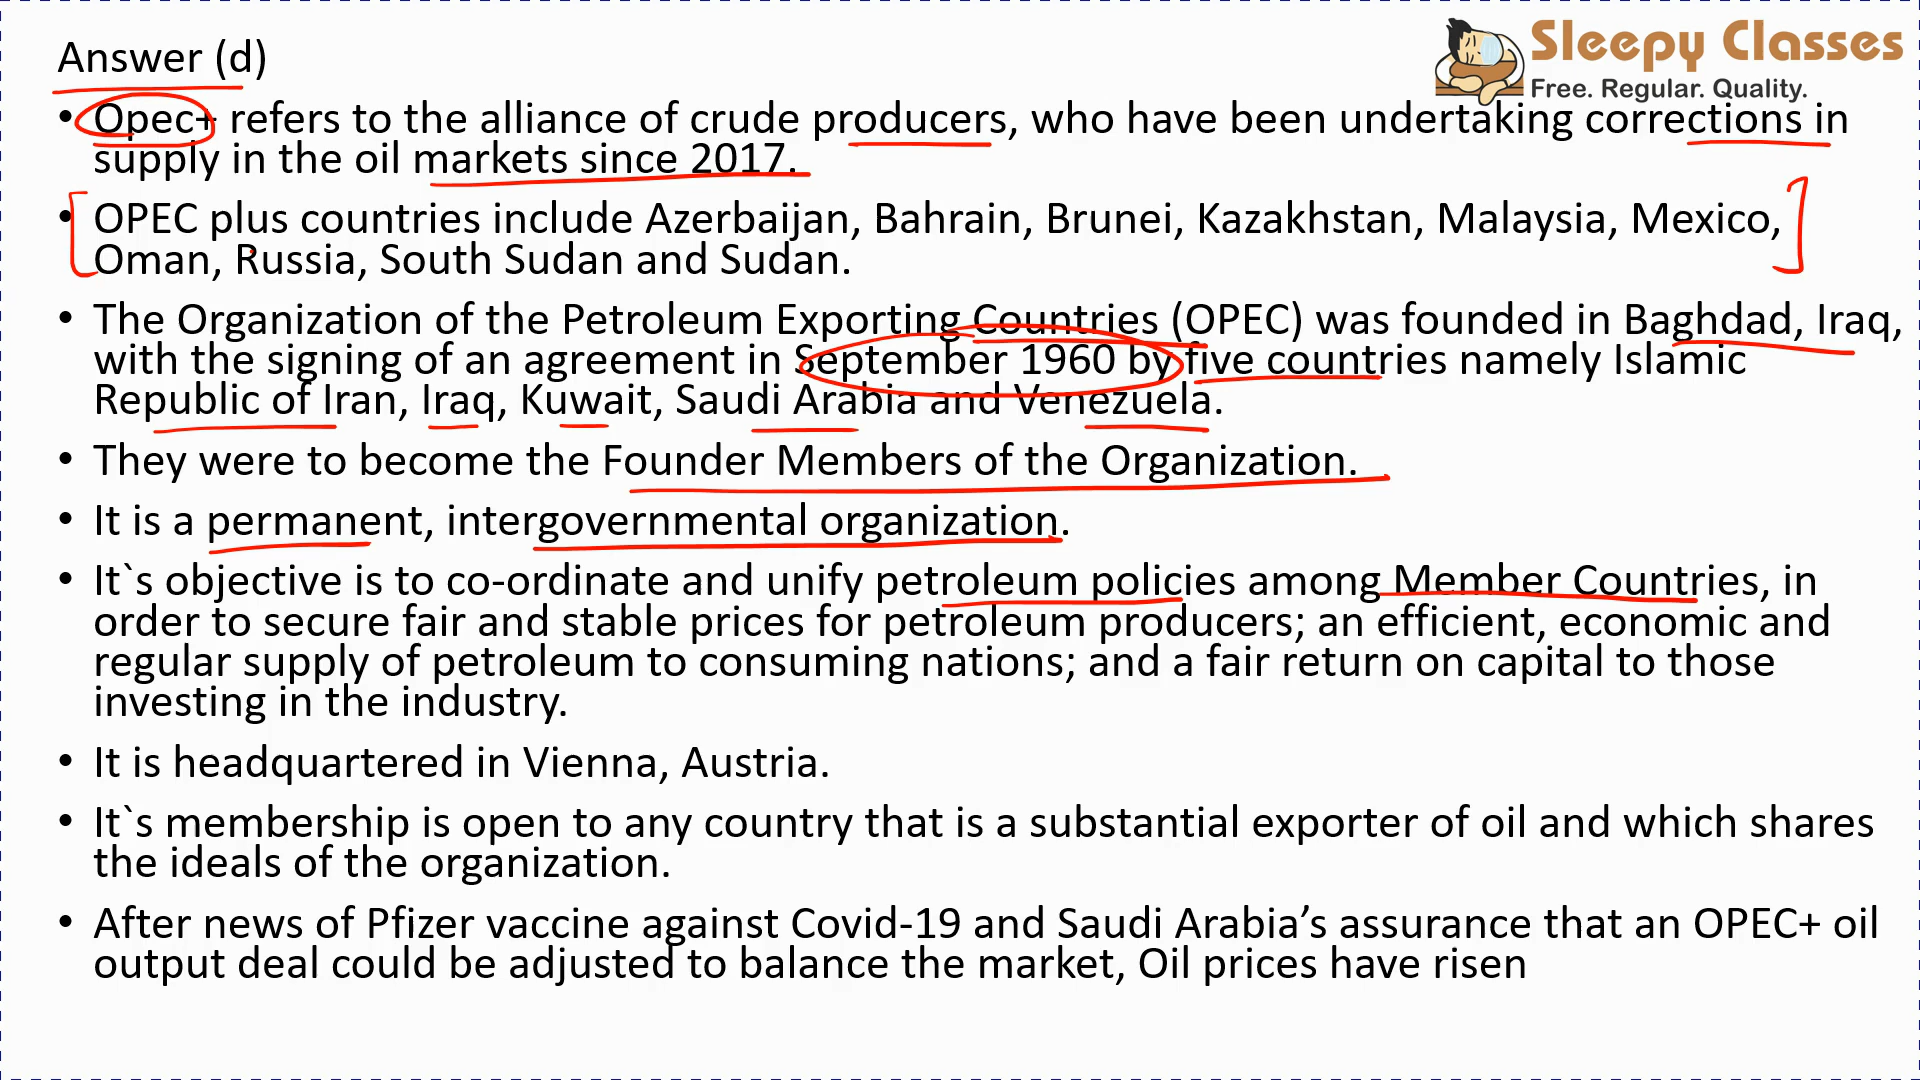 Sleepy Classes
Free. Regular. Quality.
Answer (d)
• Opec+ refers to the alliance of crude producers, who have been undertaking corrections in
supply in the oil markets since 2017.
• OPEC plus countries include Azerbaijan, Bahrain, Brunei, Kazakhstan, Malaysia, Mexico,
Oman, Russia, South Sudan and Sudan.
• The Organization of the Petroleum Exporting Countries (OPEC) was founded in Baghdad, Iraq,
with the signing of an agreement in September 1960 by five countries namely Islamic
Republic of Iran, Iraq, Kuwait, Saudi Arabia and Venezuela.
• They were to become the Founder Members of the Organization.
• It is a permanent, intergovernmental organization.
• It`s objective is to co-ordinate and unify petroleum policies among Member Countries, in
order to secure fair and stable prices for petroleum producers; an efficient, economic and
regular supply of petroleum to consuming nations; and a fair return on capital to those
investing in the industry.
• It is headquartered in Vienna, Austria.
• It`s membership is open to any country that is a substantial exporter of oil and which shares
the ideals of the organization.
• After news of Pfizer vaccine against Covid-19 and Saudi Arabia’s assurance that an OPEC+ oil
output deal could be adjusted to balance the market, Oil prices have risen